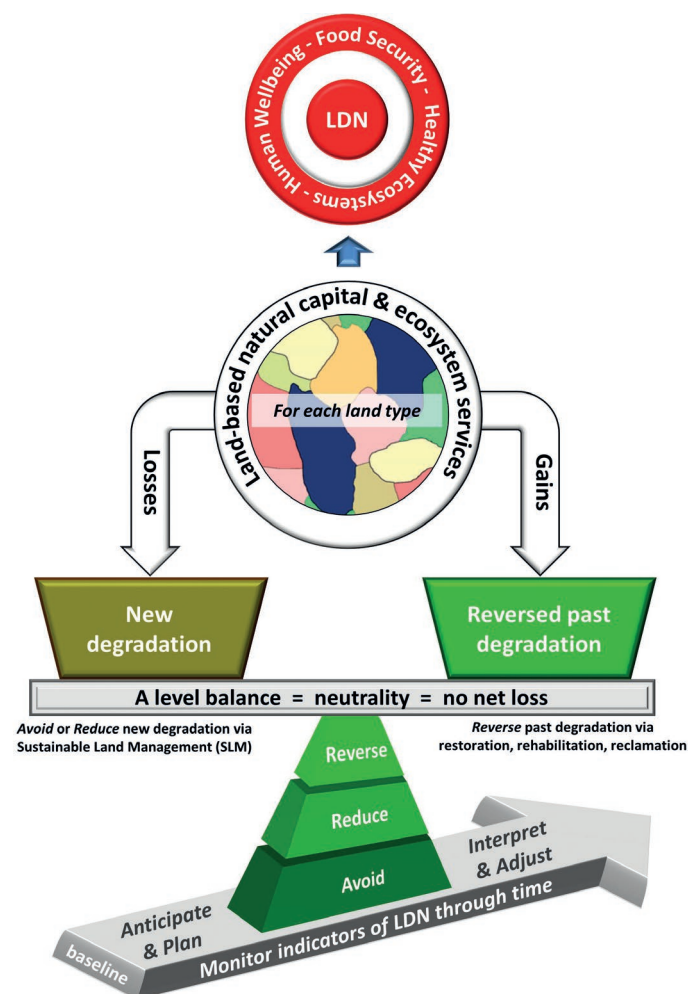 Human Wellbeing - Food Security - Healthy Ecosystems -
LDN
Land-based natural capital & ecosystem services
For each land type
Losses
Gains
New
degradation
Reversed past
degradation
A level balance = neutrality = no net loss
Avoid or Reduce new degradation via
Sustainable Land Management (SLM)
Reverse past degradation via
restoration, rehabilitation, reclamation
Reverse
Reduce
Avoid
Anticipate
& Plan
Interpret
& Adjust
baseline
Monitor indicators of LDN through time